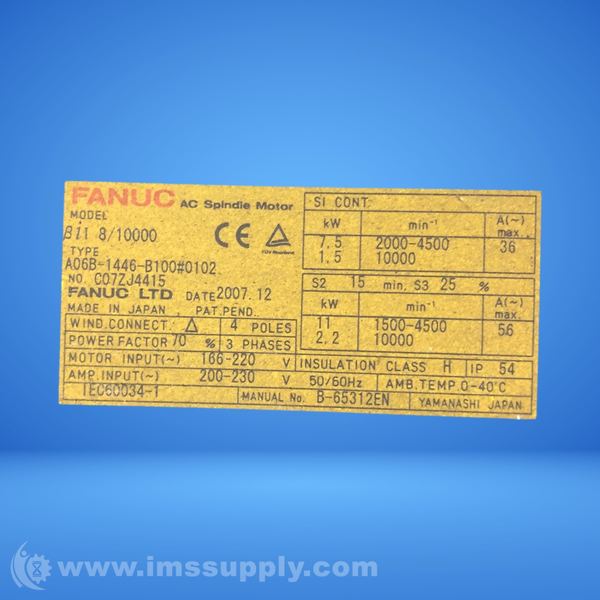 FANUC AC Spindle Motor
MODEL
βiI 8/10000
TYPE
A06B-1446-B100#0102
NO. C07ZJ4415
FANUC LTD DATE 2007.12
MADE IN JAPAN PAT.PEND.
WIND.CONNECT. △ 4 POLES
POWER FACTOR 70 % 3 PHASES
MOTOR INPUT(~) 166-220 V
AMP.INPUT(~) 200-230 V 50/60Hz
IEC60034-1
MANUAL No. B-65312EN
CE
S1 CONT
kW min⁻¹ A(~) max.
7.5 2000-4500 36
1.5 10000
S2 15 min, S3 25 %
kW min⁻¹ A(~) max.
11 1500-4500 56
2.2 10000
INSULATION CLASS H IP 54
AMB.TEMP.0-40°C
YAMANASHI JAPAN
www.imssupply.com